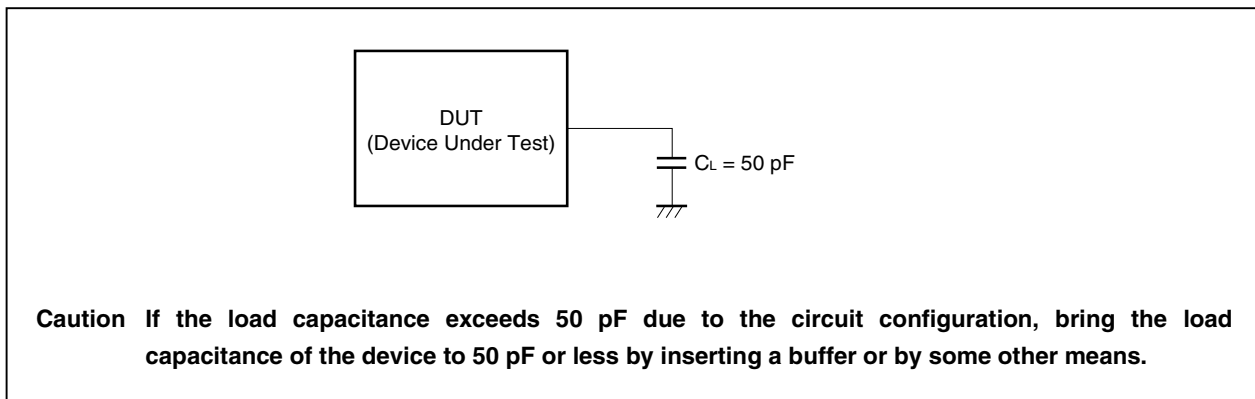 DUT
(Device Under Test)
CL = 50 pF
Caution If the load capacitance exceeds 50 pF due to the circuit configuration, bring the load
capacitance of the device to 50 pF or less by inserting a buffer or by some other means.